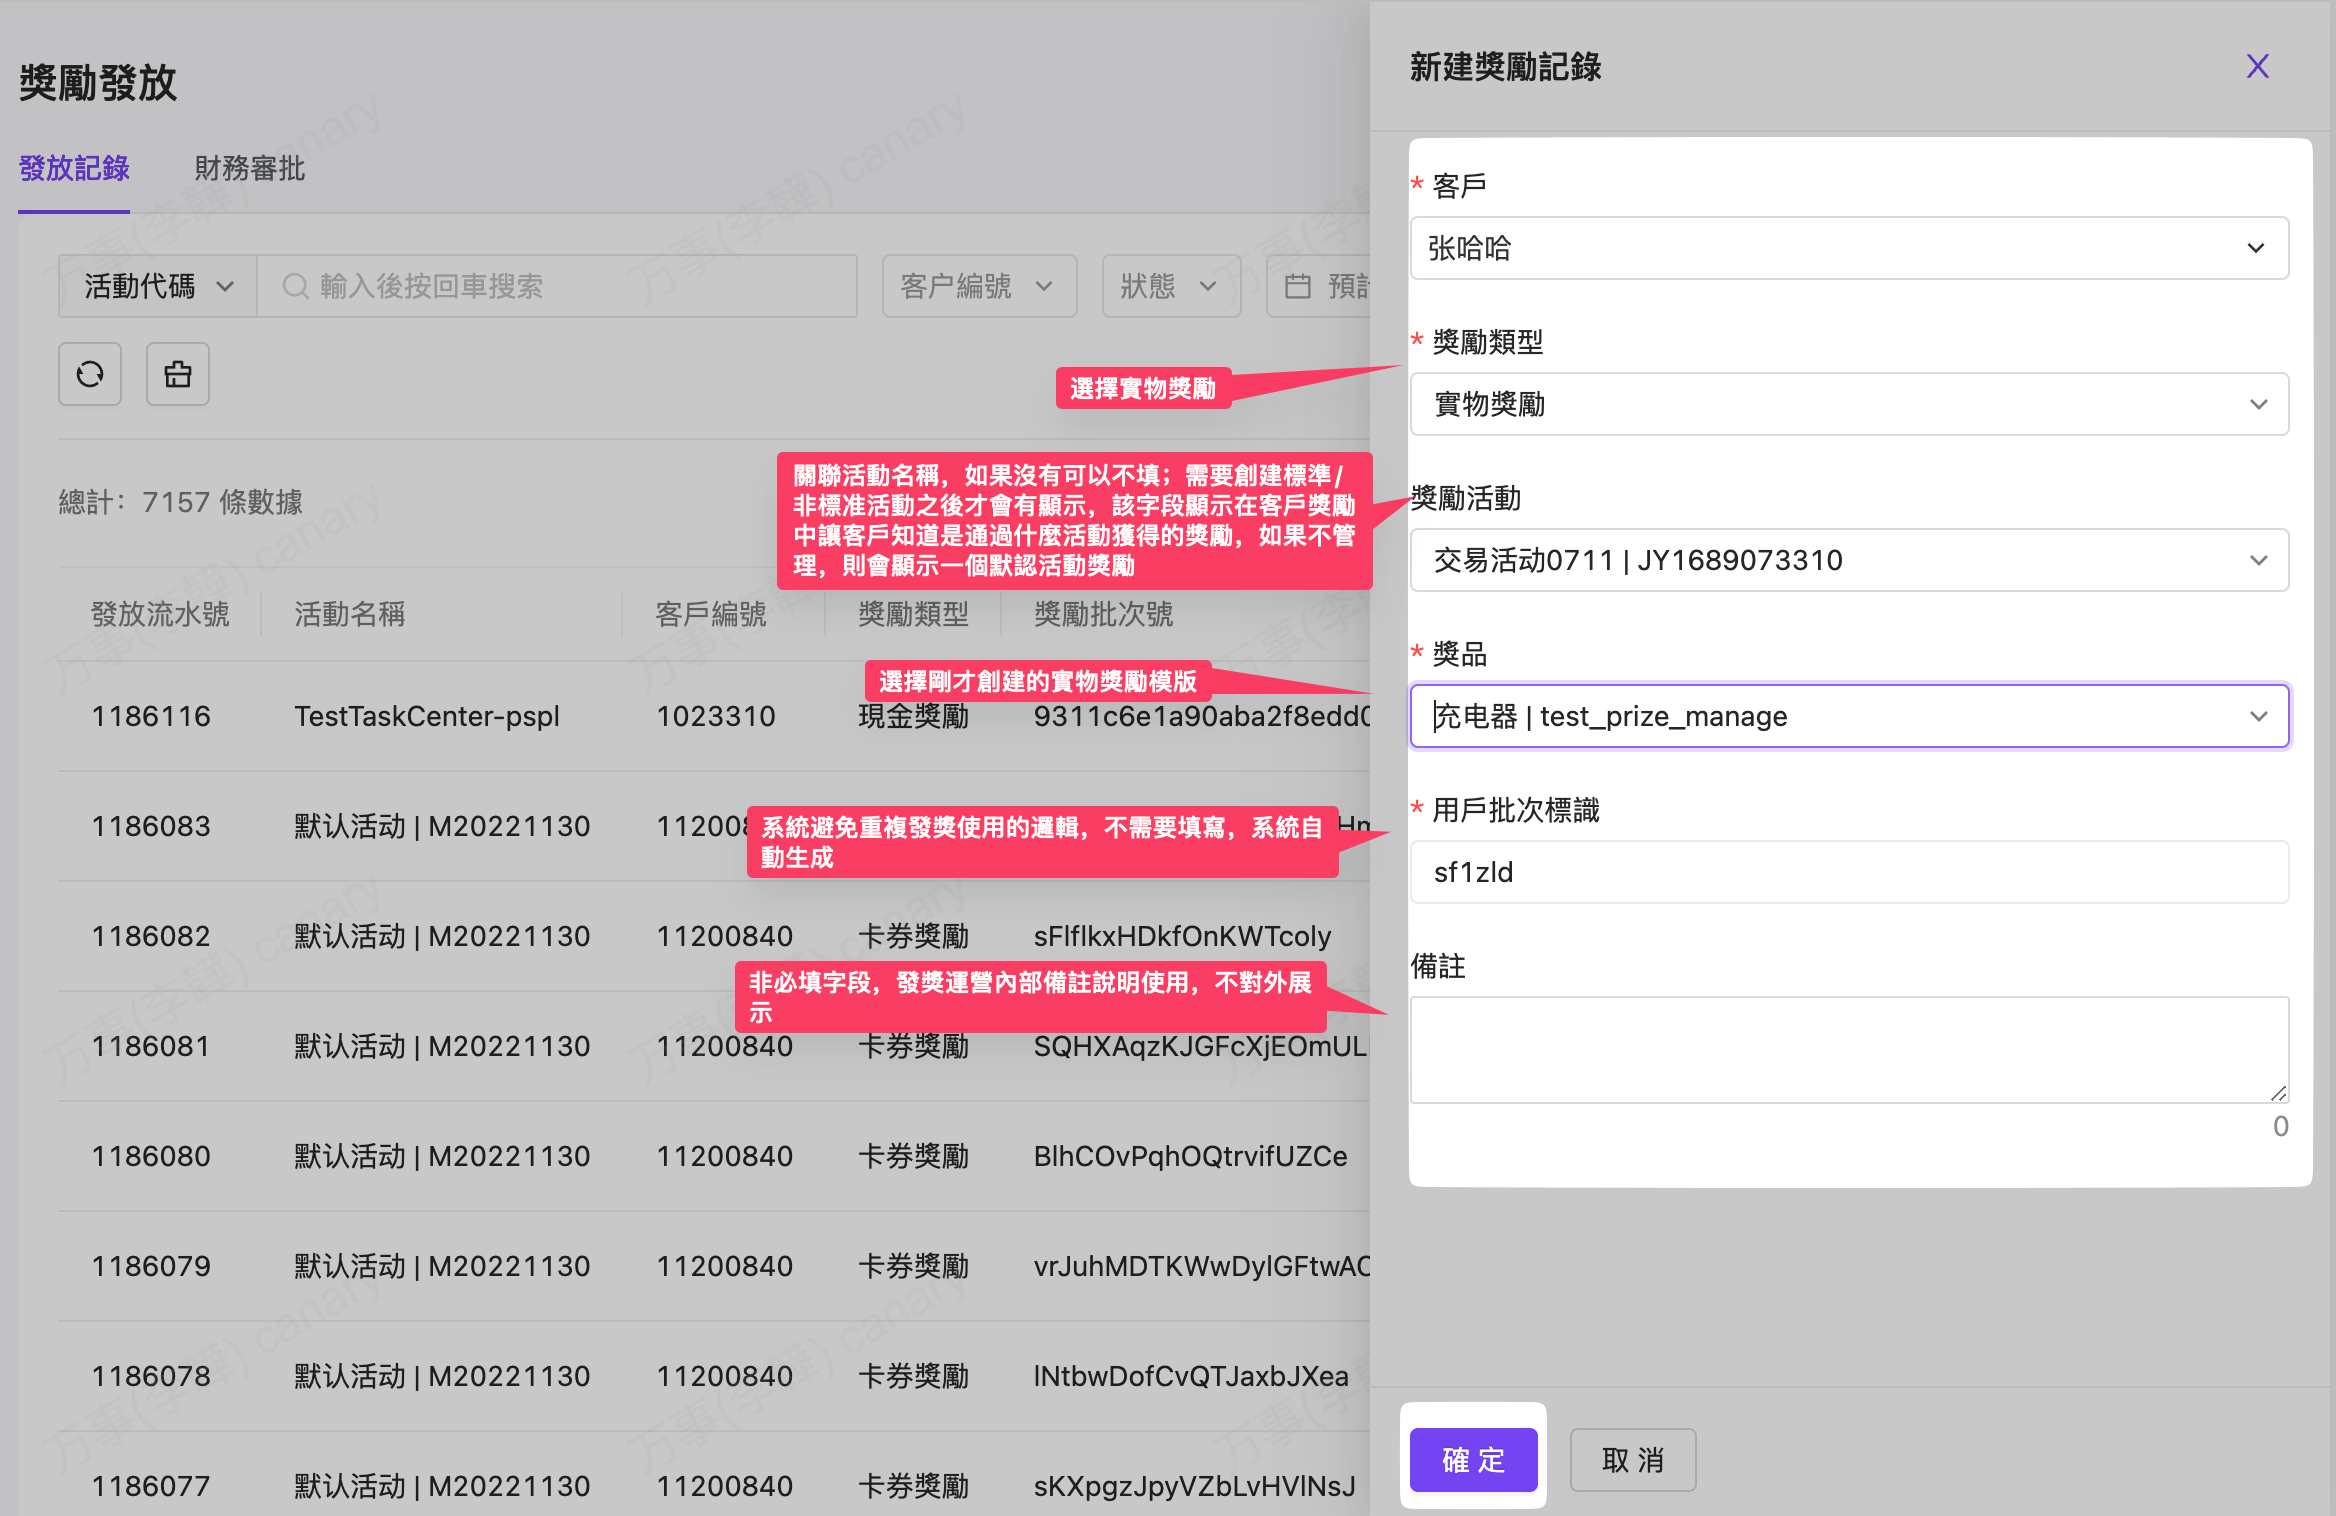 獎勵發放
發放記錄
財務審批
活動代碼
輸入後按回車搜索
客户編號
狀態
預
總計：7157 條數據
發放流水號 活動名稱 客戶編號 獎勵類型 獎勵批次號
1186116 TestTaskCenter-pspl 1023310 現金獎勵 9311c6e1a90aba2f8edd
1186083 默认活动 | M20221130 11200
1186082 默认活动 | M20221130 11200840 卡券獎勵 sFlflkxHDkfOnKWTcoly
1186081 默认活动 | M20221130 11200840 卡券獎勵 SQHXAqzKJGFcXjEOmUL
1186080 默认活动 | M20221130 11200840 卡券獎勵 BlhCOvPqhOQtrvifUZCe
1186079 默认活动 | M20221130 11200840 卡券獎勵 vrJuhMDTKWwDylGFtwA
1186078 默认活动 | M20221130 11200840 卡券獎勵 lNtbwDofCvQTJaxbJXea
1186077 默认活动 | M20221130 11200840 卡券獎勵 sKXpgzJpyVZbLvHVlNsJ
選擇實物獎勵
關聯活動名稱，如果沒有可以不填；需要創建標準/
非標准活動之後才會有顯示，該字段顯示在客戶獎勵
中讓客戶知道是通過什麼活動獲得的獎勵，如果不管
理，則會顯示一個默認活動獎勵
選擇剛才創建的實物獎勵模版
系統避免重複發獎使用的邏輯，不需要填寫，系統自
動生成
非必填字段，發獎運營內部備註說明使用，不對外展
示
新建獎勵記錄
* 客戶
张哈哈
* 獎勵類型
實物獎勵
獎勵活動
交易活动0711 | JY1689073310
* 獎品
充电器 | test_prize_manage
* 用戶批次標識
sf1zld
備註
0
確 定
取 消
万事(李韡) canary